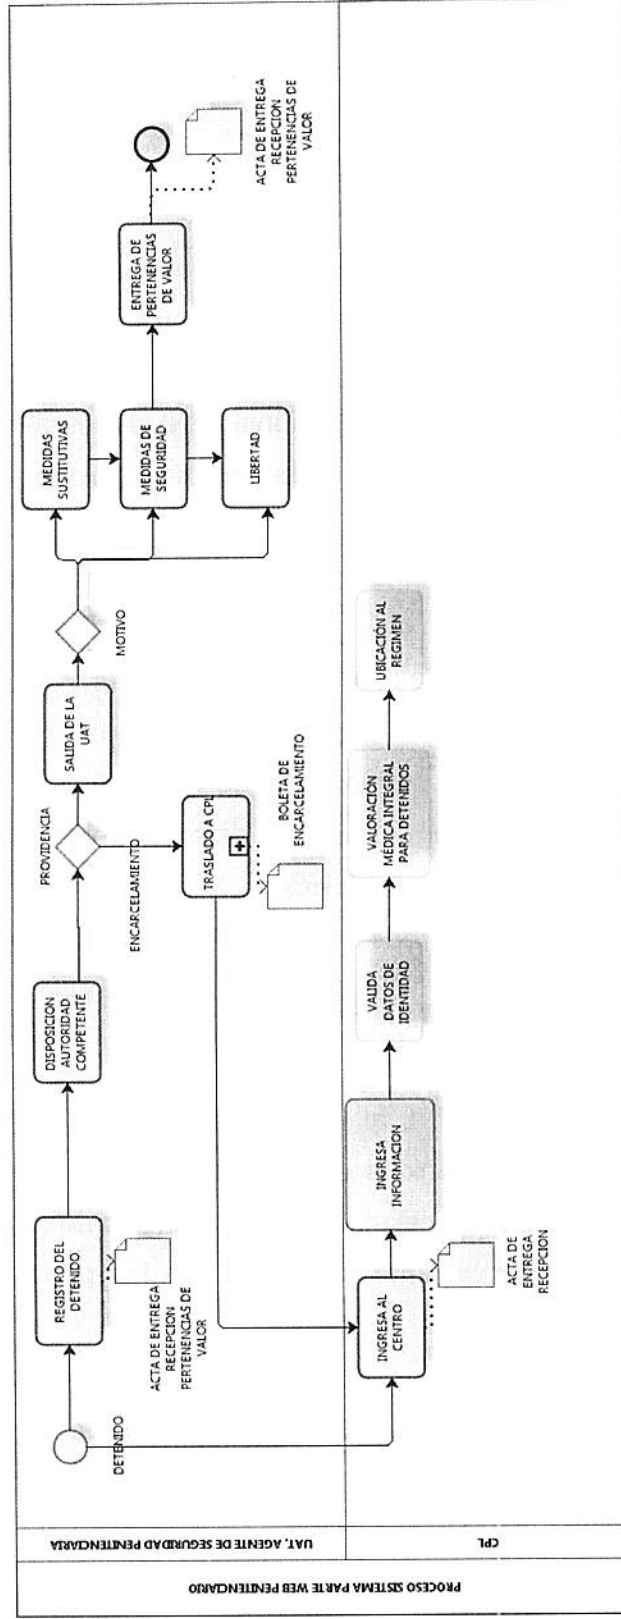 PROCESO SISTEMA PARTE WEB PENITENCIARIO
UAT. AGENTE DE SEGURIDAD PENITENCIARIA
DETENIDO
REGISTRO DEL
DETENIDO
ACTA DE ENTREGA
RECEPCION
PERTENENCIAS DE
VALOR
DISPOSICION
AUTORIDAD
COMPETENTE
PROVIDENCIA
ENCARCELAMIENTO
SALIDA DE LA
UAT
MOTIVO
MEDIDAS
SUSTITUTIVAS
MEDIDAS DE
SEGURIDAD
LIBERTAD
ENTREGA DE
PERTENENCIAS
DE VALOR
ACTA DE ENTREGA
RECEPCION
PERTENENCIAS DE
VALOR
TRASLADO A CPL
BOLETA DE
ENCARCELAMIENTO
CPL
INGRESA AL
CENTRO
ACTA DE
ENTREGA
RECEPCION
INGRESA
INFORMACION
VALIDA
DATOS DE
IDENTIDAD
VALORACIÓN
MÉDICA INTEGRAL
PARA DETENIDOS
UBICACIÓN AL
REGIMEN